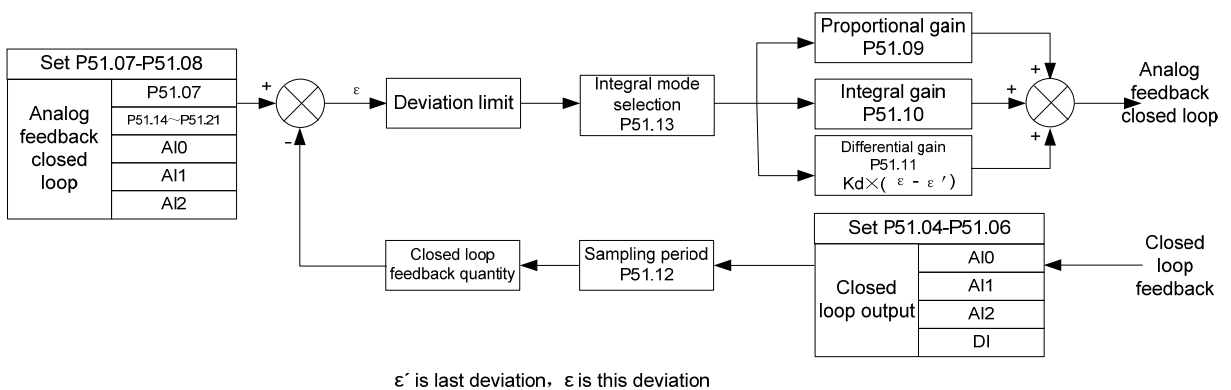 Set P51.07-P51.08
Analog
feedback
closed
loop
P51.07
P51.14~P51.21
AI0
AI1
AI2
+
-
ε
Deviation limit
Integral mode
selection
P51.13
Proportional gain
P51.09
Integral gain
P51.10
Differential gain
P51.11
Kd×( ε - ε′)
+
+
+
Analog
feedback
closed loop
Closed loop
feedback quantity
Sampling period
P51.12
Set P51.04-P51.06
Closed
loop output
AI0
AI1
AI2
DI
Closed
loop
feedback
ε′ is last deviation, ε is this deviation